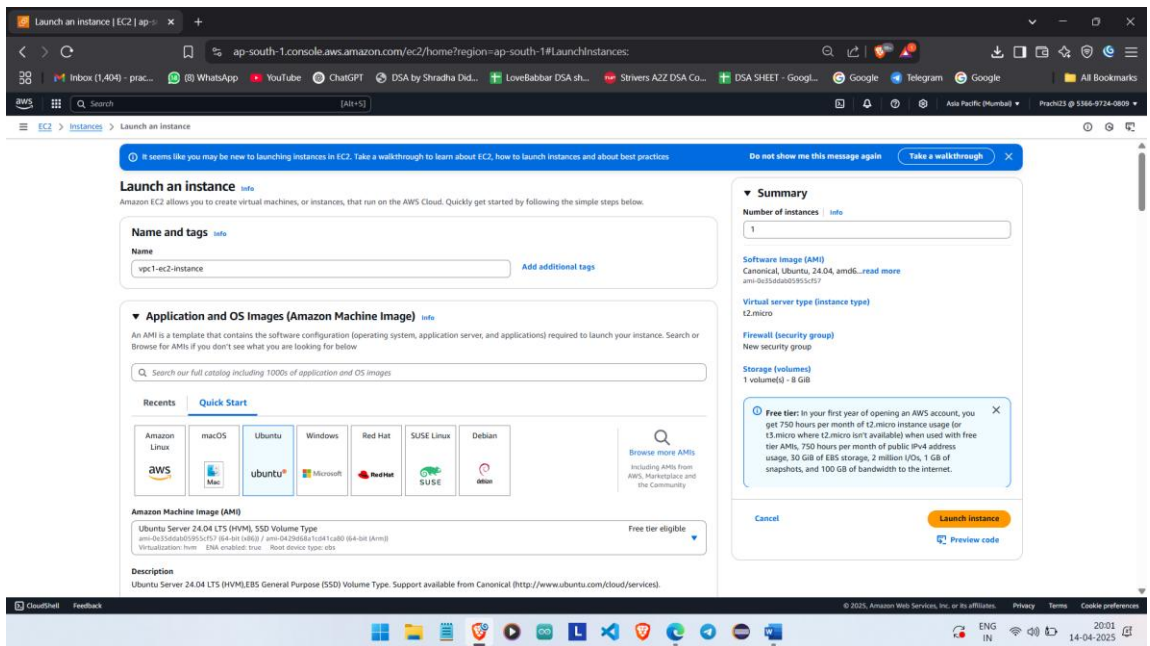 Launch an instance | EC2 | ap-s
ap-south-1.console.aws.amazon.com/ec2/home?region=ap-south-1#LaunchInstances:
Inbox (1,404) - prac...
(8) WhatsApp
YouTube
ChatGPT
DSA by Shradha Did...
LoveBabbar DSA sh...
Strivers A2Z DSA Co...
DSA SHEET - Googl...
Google
Telegram
Google
All Bookmarks
aws
Search
[Alt+S]
Asia Pacific (Mumbai)
Prachi23 @ 5366-9724-0809
EC2 > Instances > Launch an instance
It seems like you may be new to launching instances in EC2. Take a walkthrough to learn about EC2, how to launch instances and about best practices
Do not show me this message again
Take a walkthrough
Launch an instance Info
Amazon EC2 allows you to create virtual machines, or instances, that run on the AWS Cloud. Quickly get started by following the simple steps below.
Name and tags Info
Name
vpc1-ec2-instance
Add additional tags
Application and OS Images (Amazon Machine Image) Info
An AMI is a template that contains the software configuration (operating system, application server, and applications) required to launch your instance. Search or
Browse for AMIs if you don't see what you are looking for below
Search our full catalog including 1000s of application and OS images
Recents
Quick Start
Amazon Linux
aws
macOS
Mac
Ubuntu
ubuntu
Windows
Microsoft
Red Hat
Red Hat
SUSE Linux
SUSE
Debian
debian
Browse more AMIs
Including AMIs from
AWS, Marketplace and
the Community
Amazon Machine Image (AMI)
Ubuntu Server 24.04 LTS (HVM), SSD Volume Type
Free tier eligible
ami-0e35ddab05955cf57 (64-bit (x86)) / ami-0429d68a1cd41ca80 (64-bit (Arm))
Virtualization: hvm ENA enabled: true Root device type: ebs
Description
Ubuntu Server 24.04 LTS (HVM),EBS General Purpose (SSD) Volume Type. Support available from Canonical (http://www.ubuntu.com/cloud/services).
Summary
Number of instances Info
1
Software Image (AMI)
Canonical, Ubuntu, 24.04, amd6...read more
ami-0e35ddab05955cf57
Virtual server type (instance type)
t2.micro
Firewall (security group)
New security group
Storage (volumes)
1 volume(s) - 8 GiB
Free tier: In your first year of opening an AWS account, you
get 750 hours per month of t2.micro instance usage (or
t3.micro where t2.micro isn't available) when used with free
tier AMIs, 750 hours per month of public IPv4 address
usage, 30 GiB of EBS storage, 2 million I/Os, 1 GB of
snapshots, and 100 GB of bandwidth to the internet.
Cancel
Launch instance
Preview code
CloudShell
Feedback
© 2025, Amazon Web Services, Inc. or its affiliates.
Privacy
Terms
Cookie preferences
ENG
IN
20:01
14-04-2025